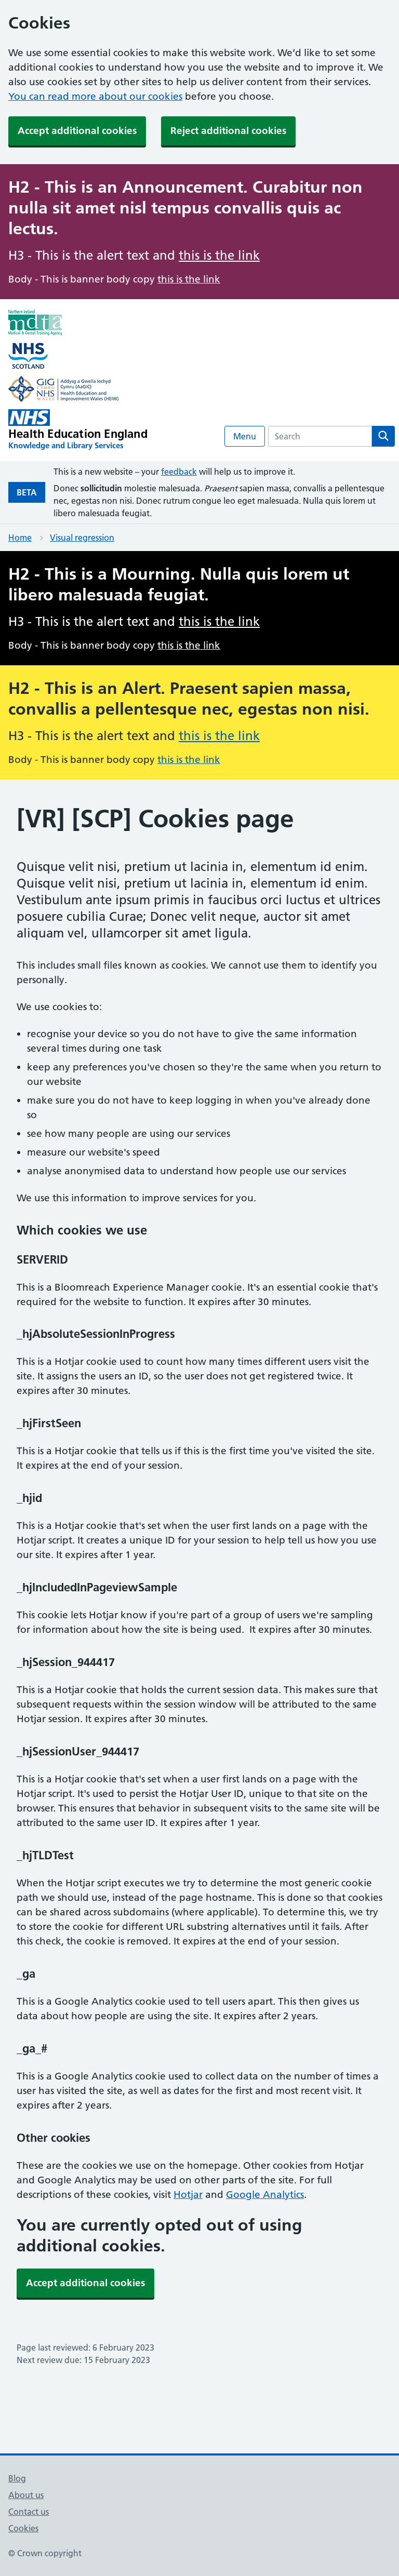 Cookies
We use some essential cookies to make this website work. We’d like to set some
additional cookies to understand how you use the website and to improve it. We
also use cookies set by other sites to help us deliver content from their services.
You can read more about our cookies before you choose.
Accept additional cookies
Reject additional cookies
H2 - This is an Announcement. Curabitur non
nulla sit amet nisl tempus convallis quis ac
lectus.
H3 - This is the alert text and this is the link
Body - This is banner body copy this is the link
Northern Ireland
mdta
Medical & Dental Training Agency
NHS
SCOTLAND
GIG
CYMRU
NHS
WALES
Addysg a Gwella Iechyd
Cymru (AaGIC)
Health Education and
Improvement Wales (HEIW)
NHS
Health Education England
Knowledge and Library Services
Menu
Search
BETA
This is a new website – your feedback will help us to improve it.
Donec sollicitudin molestie malesuada. Praesent sapien massa, convallis a pellentesque
nec, egestas non nisi. Donec rutrum congue leo eget malesuada. Nulla quis lorem ut
libero malesuada feugiat.
Home
Visual regression
H2 - This is a Mourning. Nulla quis lorem ut
libero malesuada feugiat.
H3 - This is the alert text and this is the link
Body - This is banner body copy this is the link
H2 - This is an Alert. Praesent sapien massa,
convallis a pellentesque nec, egestas non nisi.
H3 - This is the alert text and this is the link
Body - This is banner body copy this is the link
[VR] [SCP] Cookies page
Quisque velit nisi, pretium ut lacinia in, elementum id enim.
Quisque velit nisi, pretium ut lacinia in, elementum id enim.
Vestibulum ante ipsum primis in faucibus orci luctus et ultrices
posuere cubilia Curae; Donec velit neque, auctor sit amet
aliquam vel, ullamcorper sit amet ligula.
This includes small files known as cookies. We cannot use them to identify you
personally.
We use cookies to:
• recognise your device so you do not have to give the same information
several times during one task
• keep any preferences you've chosen so they're the same when you return to
our website
• make sure you do not have to keep logging in when you've already done
so
• see how many people are using our services
• measure our website's speed
• analyse anonymised data to understand how people use our services
We use this information to improve services for you.
Which cookies we use
SERVERID
This is a Bloomreach Experience Manager cookie. It's an essential cookie that's
required for the website to function. It expires after 30 minutes.
_hjAbsoluteSessionInProgress
This is a Hotjar cookie used to count how many times different users visit the
site. It assigns the users an ID, so the user does not get registered twice. It
expires after 30 minutes.
_hjFirstSeen
This is a Hotjar cookie that tells us if this is the first time you've visited the site.
It expires at the end of your session.
_hjid
This is a Hotjar cookie that's set when the user first lands on a page with the
Hotjar script. It creates a unique ID for your session to help tell us how you use
our site. It expires after 1 year.
_hjIncludedInPageviewSample
This cookie lets Hotjar know if you're part of a group of users we're sampling
for information about how the site is being used.  It expires after 30 minutes.
_hjSession_944417
This is a Hotjar cookie that holds the current session data. This makes sure that
subsequent requests within the session window will be attributed to the same
Hotjar session. It expires after 30 minutes.
_hjSessionUser_944417
This is a Hotjar cookie that's set when a user first lands on a page with the
Hotjar script. It's used to persist the Hotjar User ID, unique to that site on the
browser. This ensures that behavior in subsequent visits to the same site will be
attributed to the same user ID. It expires after 1 year.
_hjTLDTest
When the Hotjar script executes we try to determine the most generic cookie
path we should use, instead of the page hostname. This is done so that cookies
can be shared across subdomains (where applicable). To determine this, we try
to store the cookie for different URL substring alternatives until it fails. After
this check, the cookie is removed. It expires at the end of your session.
_ga
This is a Google Analytics cookie used to tell users apart. This then gives us
data about how people are using the site. It expires after 2 years.
_ga_#
This is a Google Analytics cookie used to collect data on the number of times a
user has visited the site, as well as dates for the first and most recent visit. It
expires after 2 years.
Other cookies
These are the cookies we use on the homepage. Other cookies from Hotjar
and Google Analytics may be used on other parts of the site. For full
descriptions of these cookies, visit Hotjar and Google Analytics.
You are currently opted out of using
additional cookies.
Accept additional cookies
Page last reviewed: 6 February 2023
Next review due: 15 February 2023
Blog
About us
Contact us
Cookies
© Crown copyright